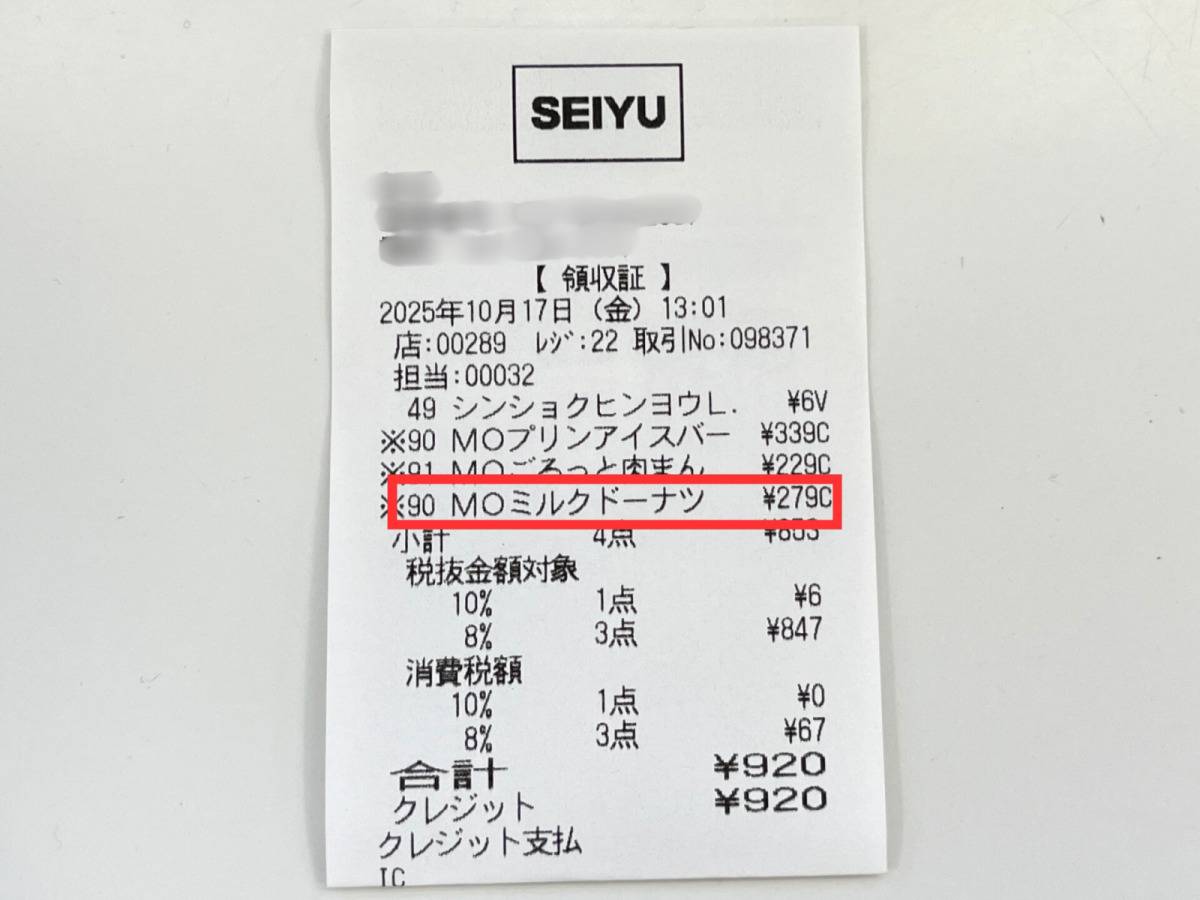 SEIYU
【 領収証 】
2025年10月17日 (金) 13:01
店:00289 ﾚｼﾞ:22 取引No:098371
担当:00032
49 シンショクヒンヨウL. ¥6V
※90 MOプリンアイスバー ¥339C
※91 MOごろっと肉まん ¥229C
※90 MOミルクドーナツ ¥279C
小計 4点 ¥853
税抜金額対象
10% 1点 ¥6
8% 3点 ¥847
消費税額
10% 1点 ¥0
8% 3点 ¥67
合計 ¥920
クレジット ¥920
クレジット支払
IC